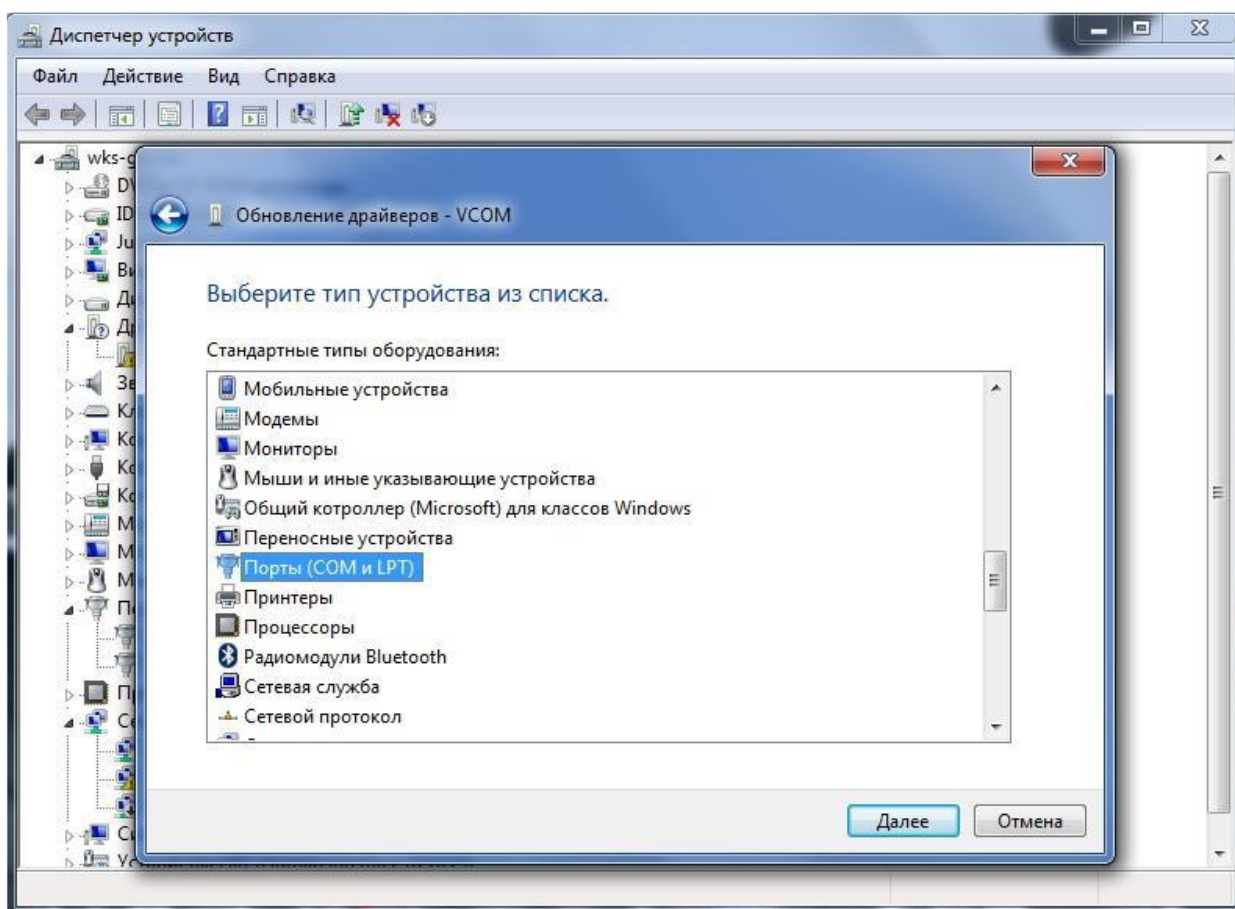 Диспетчер устройств
Файл Действие Вид Справка
Обновление драйверов - VCOM
Выберите тип устройства из списка.
Стандартные типы оборудования:
Мобильные устройства
Модемы
Мониторы
Мыши и иные указывающие устройства
Общий котроллер (Microsoft) для классов Windows
Переносные устройства
Порты (COM и LPT)
Принтеры
Процессоры
Радиомодули Bluetooth
Сетевая служба
Сетевой протокол
Далее Отмена